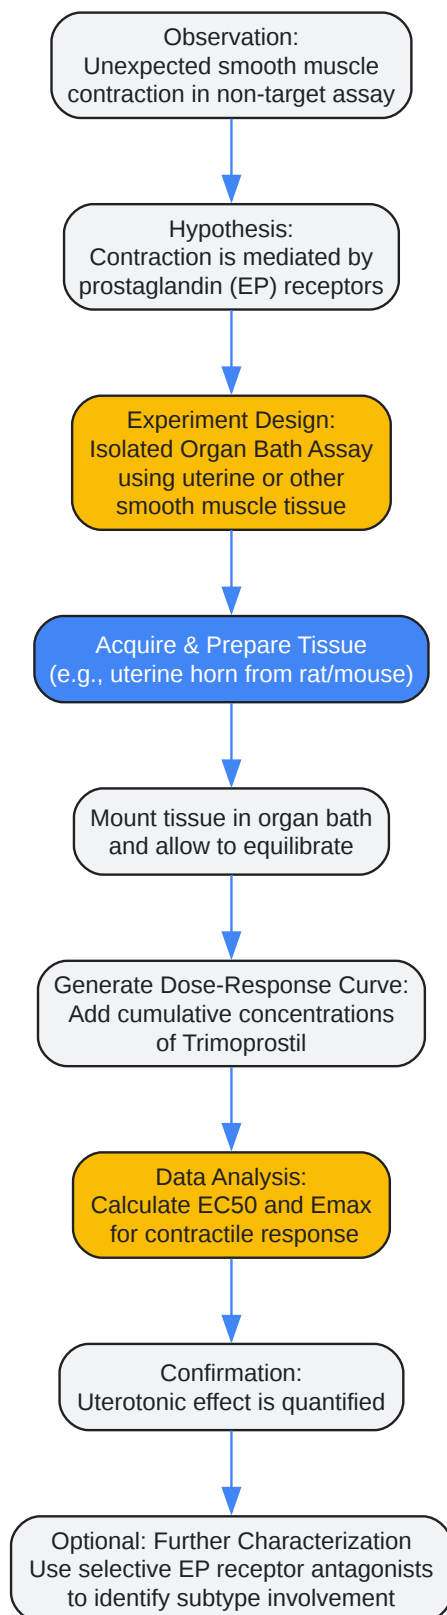 Observation:
Unexpected smooth muscle
contraction in non-target assay
Hypothesis:
Contraction is mediated by
prostaglandin (EP) receptors
Experiment Design:
Isolated Organ Bath Assay
using uterine or other
smooth muscle tissue
Acquire & Prepare Tissue
(e.g., uterine horn from rat/mouse)
Mount tissue in organ bath
and allow to equilibrate
Generate Dose-Response Curve:
Add cumulative concentrations
of Trimoprostil
Data Analysis:
Calculate EC50 and Emax
for contractile response
Confirmation:
Uterotonic effect is quantified
Optional: Further Characterization
Use selective EP receptor antagonists
to identify subtype involvement